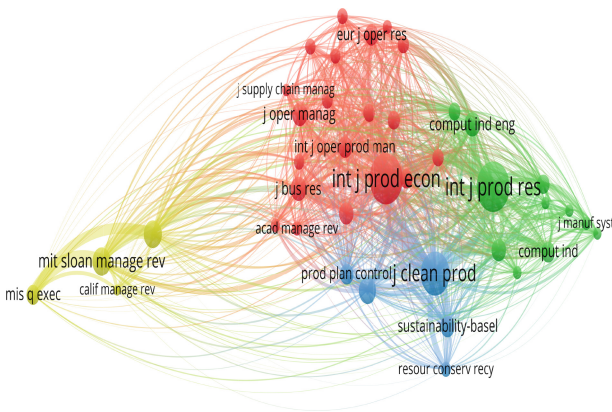 eur j oper res
j supply chain manag
j oper manag
comput ind eng
int j oper prod man
int j prod econ
int j prod res
j bus res
acad manage rev
j manuf syst
comput ind
mit sloan manage rev
prod plan control
j clean prod
calif manage rev
mis q exec
sustainability-basel
resour conserv recy